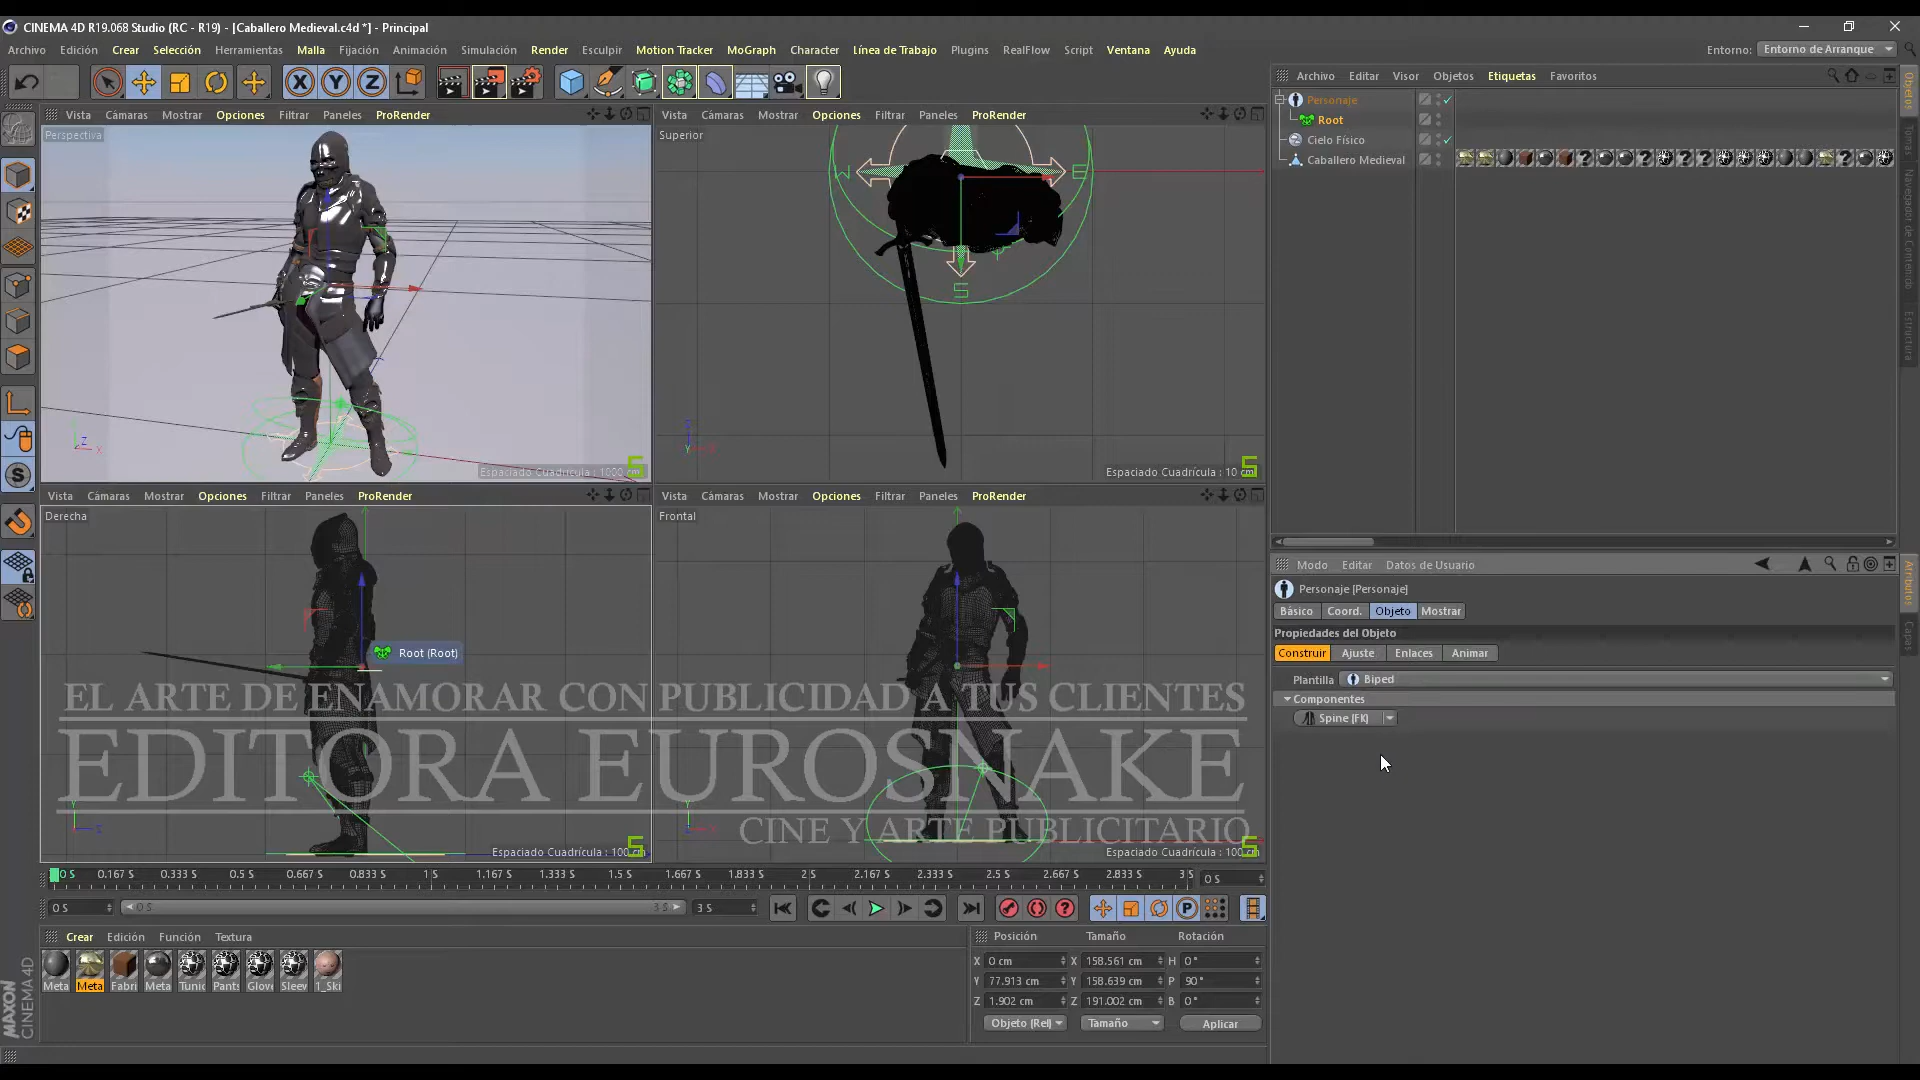 CINEMA 4D R19.068 Studio (RC - R19) - [Caballero Medieval.c4d *] - Principal
Archivo Edición Crear Selección Herramientas Malla Fijación Animación Simulación Render Esculpir Motion Tracker MoGraph Character Línea de Trabajo Plugins RealFlow Script Ventana Ayuda
Entorno: Entorno de Arranque
Archivo Editar Visor Objetos Etiquetas Favoritos
Personaje
Root
Cielo Físico
Caballero Medieval
Objetos
Tomas
Navegador de Contenido
Estructura
Vista Cámaras Mostrar Opciones Filtrar Paneles ProRender
Perspectiva
Espaciado Cuadrícula : 1000 cm
Vista Cámaras Mostrar Opciones Filtrar Paneles ProRender
Superior
E
S
Espaciado Cuadrícula : 10 cm
Vista Cámaras Mostrar Opciones Filtrar Paneles ProRender
Derecha
Root (Root)
Espaciado Cuadrícula : 100 cm
Vista Cámaras Mostrar Opciones Filtrar Paneles ProRender
Frontal
Espaciado Cuadrícula : 100 cm
EL ARTE DE ENAMORAR CON PUBLICIDAD A TUS CLIENTES
EDITORA EUROSNAKE
CINE Y ARTE PUBLICITARIO
Modo Editar Datos de Usuario
Personaje [Personaje]
Básico Coord. Objeto Mostrar
Propiedades del Objeto
Construir Ajuste Enlaces Animar
Plantilla Biped
Componentes
Spine (FK)
Atributos
Capas
0 S 0.167 S 0.333 S 0.5 S 0.667 S 0.833 S 1 S 1.167 S 1.333 S 1.5 S 1.667 S 1.833 S 2 S 2.167 S 2.333 S 2.5 S 2.667 S 2.833 S 3 S 0 S
0 S 0 S 3 S 3 S
Crear Edición Función Textura
Meta Meta Fabri Meta Tunic Pants Glov Sleev 1_Ski
Posición Tamaño Rotación
X 0 cm X 158.561 cm H 0 °
Y 77.913 cm Y 158.639 cm P 90 °
Z 1.902 cm Z 191.002 cm B 0 °
Objeto (Rel) Tamaño Aplicar
MAXON
CINEMA 4D